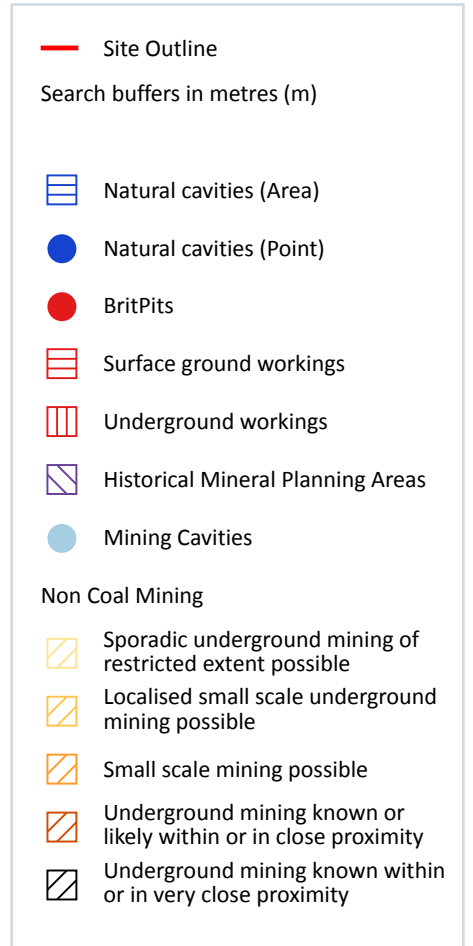 Site Outline
Search buffers in metres (m)
Natural cavities (Area)
Natural cavities (Point)
BritPits
Surface ground workings
Underground workings
Historical Mineral Planning Areas
Mining Cavities
Non Coal Mining
Sporadic underground mining of
restricted extent possible
Localised small scale underground
mining possible
Small scale mining possible
Underground mining known or
likely within or in close proximity
Underground mining known within
or in very close proximity